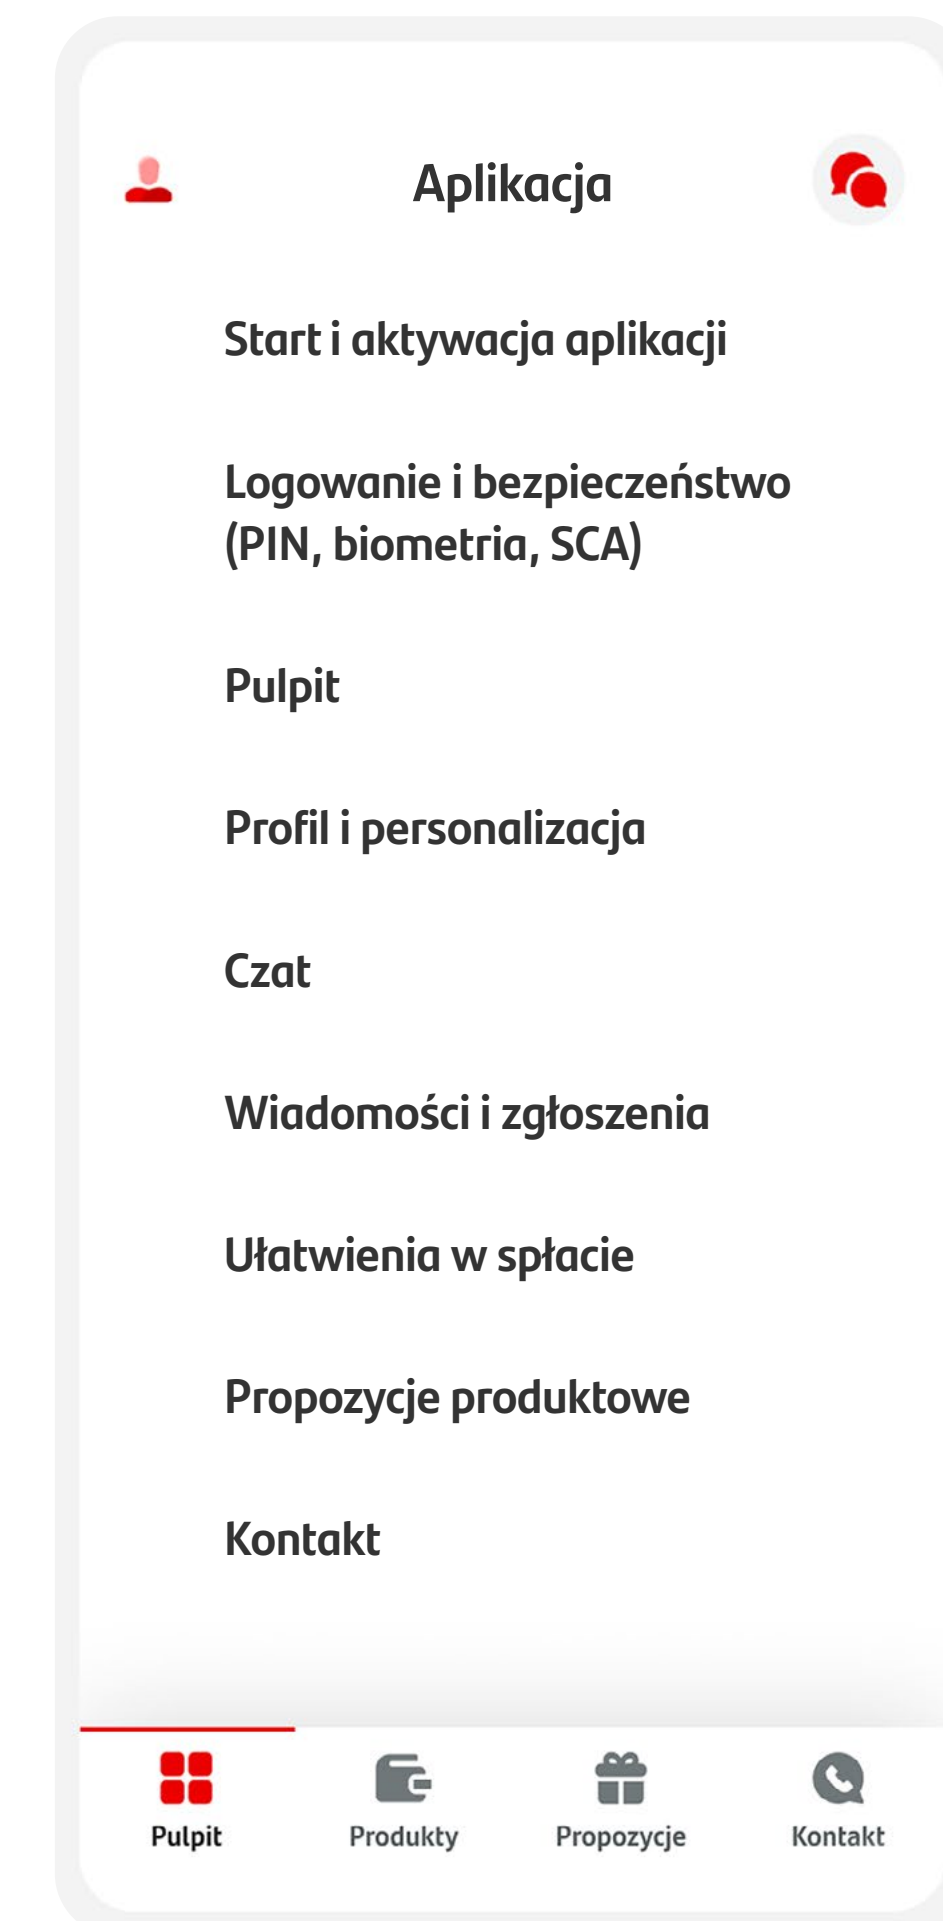 Aplikacja
Start i aktywacja aplikacji
Logowanie i bezpieczeństwo
(PIN, biometria, SCA)
Pulpit
Profil i personalizacja
Czat
Wiadomości i zgłoszenia
Ułatwienia w spłacie
Propozycje produktowe
Kontakt
Pulpit
Produkty
Propozycje
Kontakt